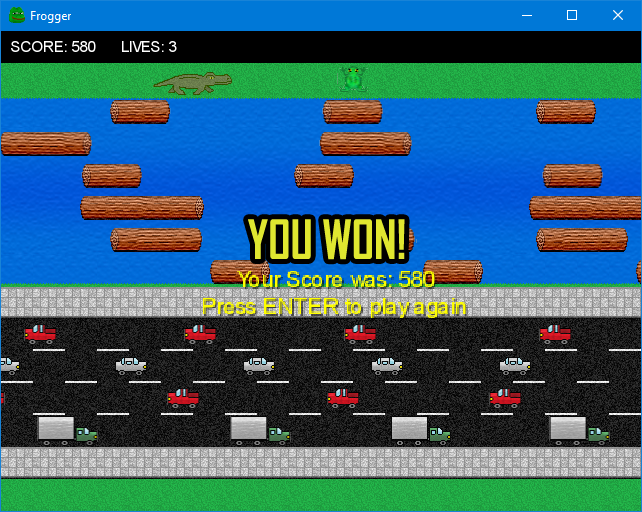 Frogger
SCORE: 580 LIVES: 3
YOU WON!
Your Score was: 580
Press ENTER to play again